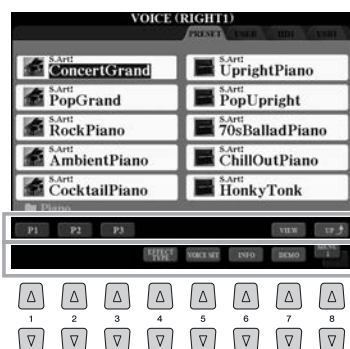 VOICE (RIGHT1)
PRESET USER HD1 USB1
S.Art!
ConcertGrand
S.Art!
UprightPiano
S.Art!
PopGrand
S.Art!
PopUpright
S.Art!
RockPiano
S.Art!
70sBalladPiano
S.Art!
AmbientPiano
S.Art!
ChillOutPiano
S.Art!
CocktailPiano
S.Art!
HonkyTonk
Piano
P1 P2 P3 VIEW UP
EFFECT TYPE VOICE SET INFO DEMO MENU 1
1 2 3 4 5 6 7 8